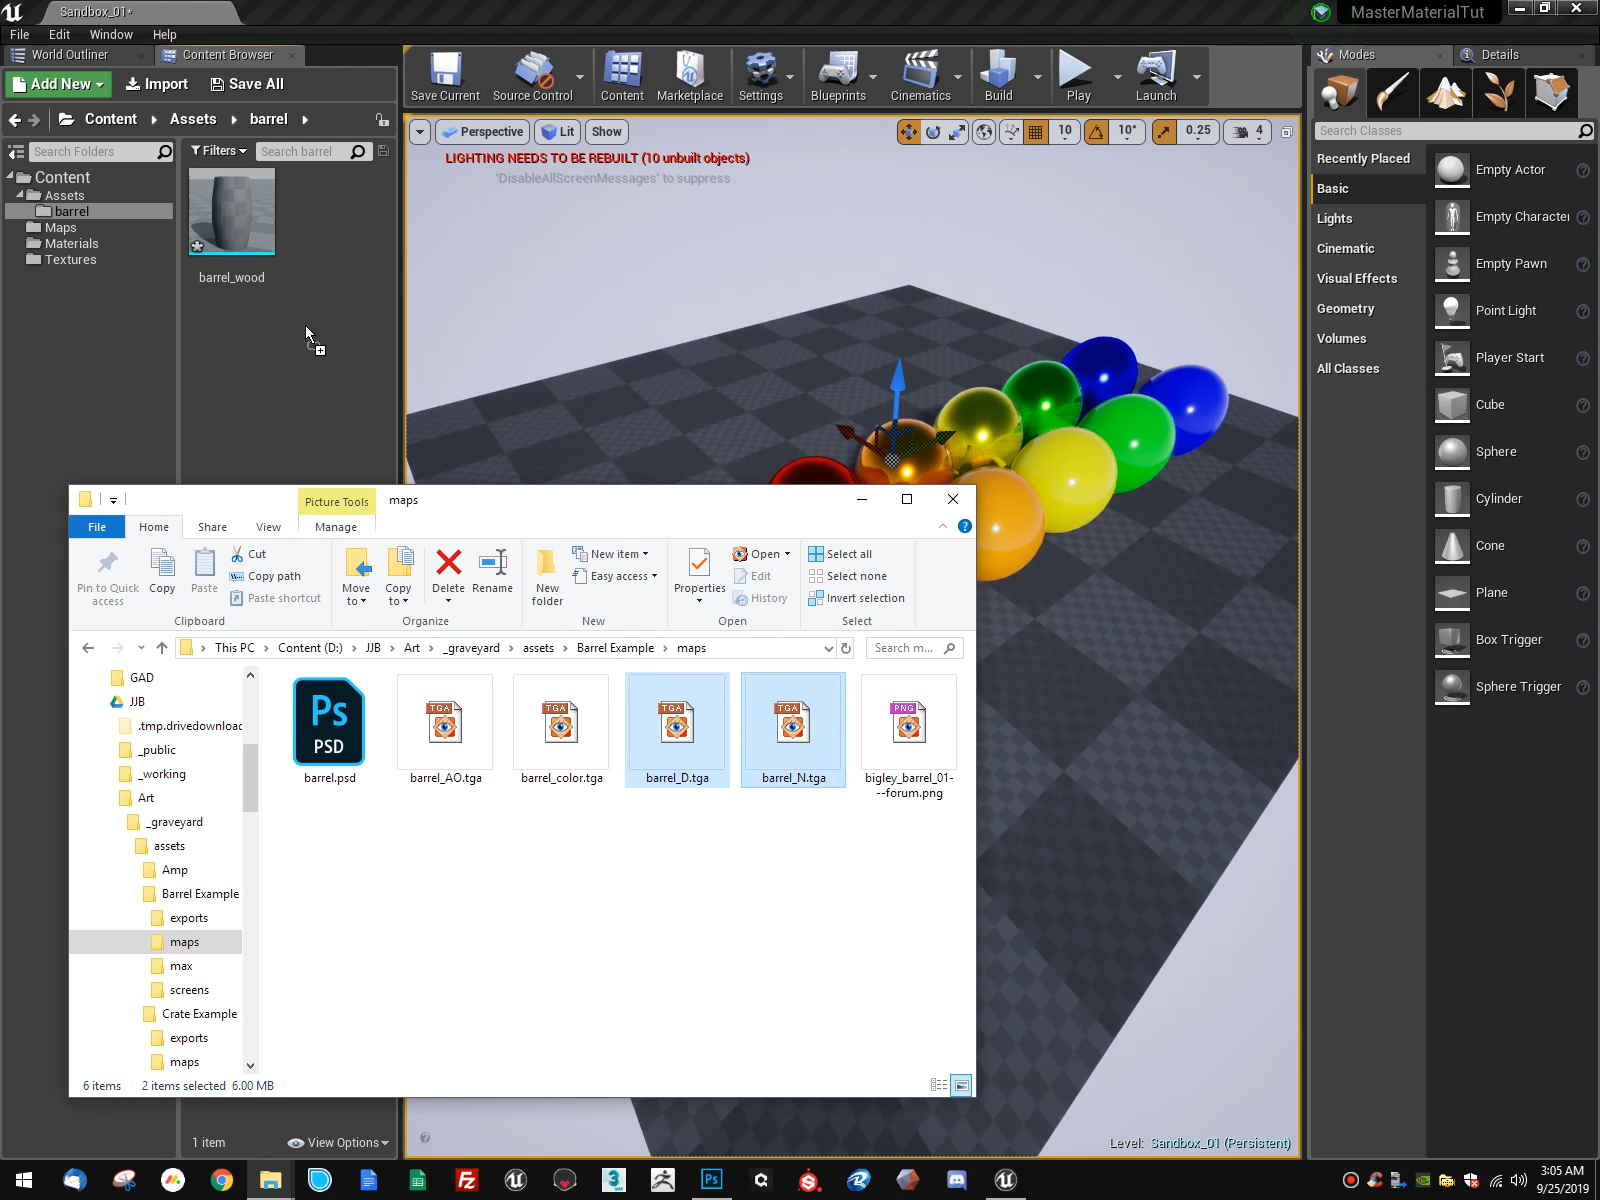 Sandbox_01*
MasterMaterialTut
File Edit Window Help
World Outliner
Content Browser
Add New
Import
Save All
Content
Assets
barrel
Search Folders
Filters
Search barrel
Content
Assets
barrel
Maps
Materials
Textures
barrel_wood
1 item
View Options
Save Current
Source Control
Content
Marketplace
Settings
Blueprints
Cinematics
Build
Play
Launch
Perspective
Lit
Show
10
10°
0.25
4
LIGHTING NEEDS TO BE REBUILT (10 unbuilt objects)
'DisableAllScreenMessages' to suppress
Level: Sandbox_01 (Persistent)
Modes
Details
Search Classes
Recently Placed
Basic
Lights
Cinematic
Visual Effects
Geometry
Volumes
All Classes
Empty Actor
Empty Character
Empty Pawn
Point Light
Player Start
Cube
Sphere
Cylinder
Cone
Plane
Box Trigger
Sphere Trigger
Picture Tools
maps
File
Home
Share
View
Manage
Pin to Quick access
Copy
Paste
Cut
Copy path
Paste shortcut
Clipboard
Move to
Copy to
Delete
Rename
Organize
New folder
New item
Easy access
New
Properties
Open
Edit
History
Open
Select all
Select none
Invert selection
Select
This PC
Content (D:)
JJB
Art
_graveyard
assets
Barrel Example
maps
Search m...
GAD
JJB
.tmp.drivedownload
_public
_working
Art
_graveyard
assets
Amp
Barrel Example
exports
maps
max
screens
Crate Example
exports
maps
Ps
PSD
barrel.psd
TGA
barrel_AO.tga
TGA
barrel_color.tga
TGA
barrel_D.tga
TGA
barrel_N.tga
PNG
bigley_barrel_01-
--forum.png
6 items
2 items selected 6.00 MB
3:05 AM
9/25/2019